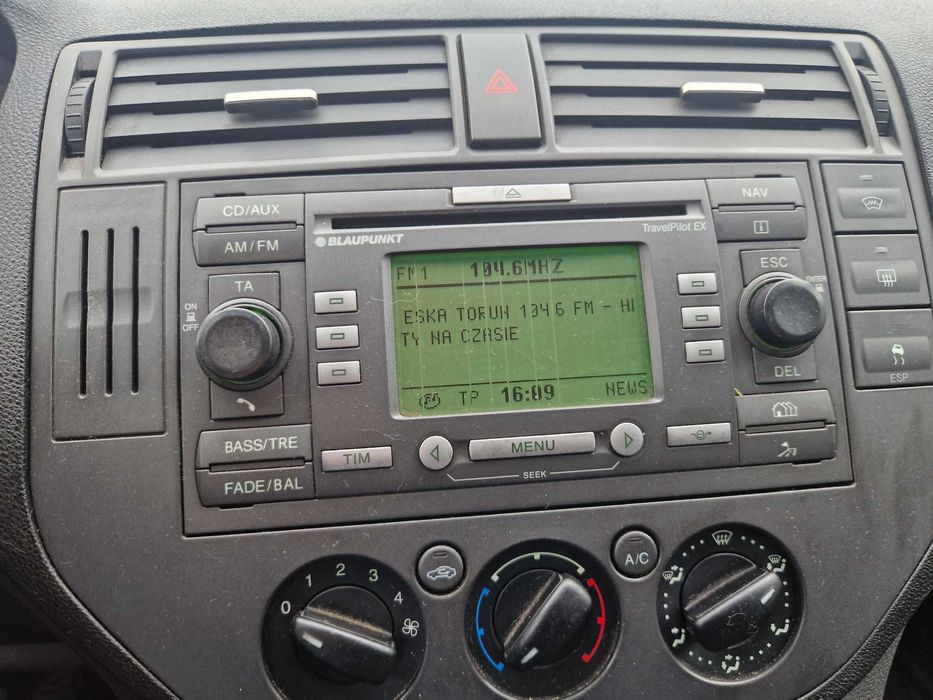 CD/AUX
AM/FM
BLAUPUNKT
TravelPilot EX
NAV
FM1 104.6MHZ
ESKA TORUN 104 6 FM - HI
TY NA CZASIE
TP 16:09 NEWS
TA
ON
OFF
ESC
ENTER
DEL
OFF
ESP
BASS/TRE
FADE/BAL
TIM
MENU
SEEK
0 1 2 3 4
A/C